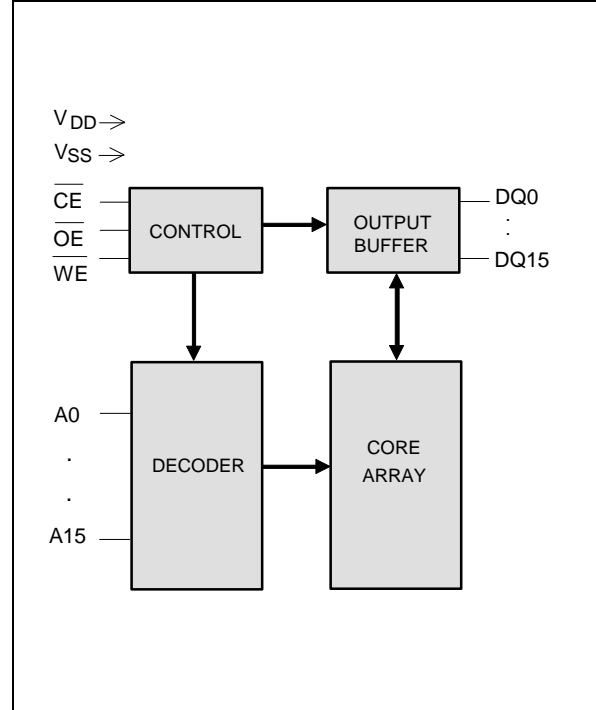 VDD
VSS
CE
OE
WE
CONTROL
OUTPUT
BUFFER
DQ0
:
DQ15
A0
.
.
A15
DECODER
CORE
ARRAY